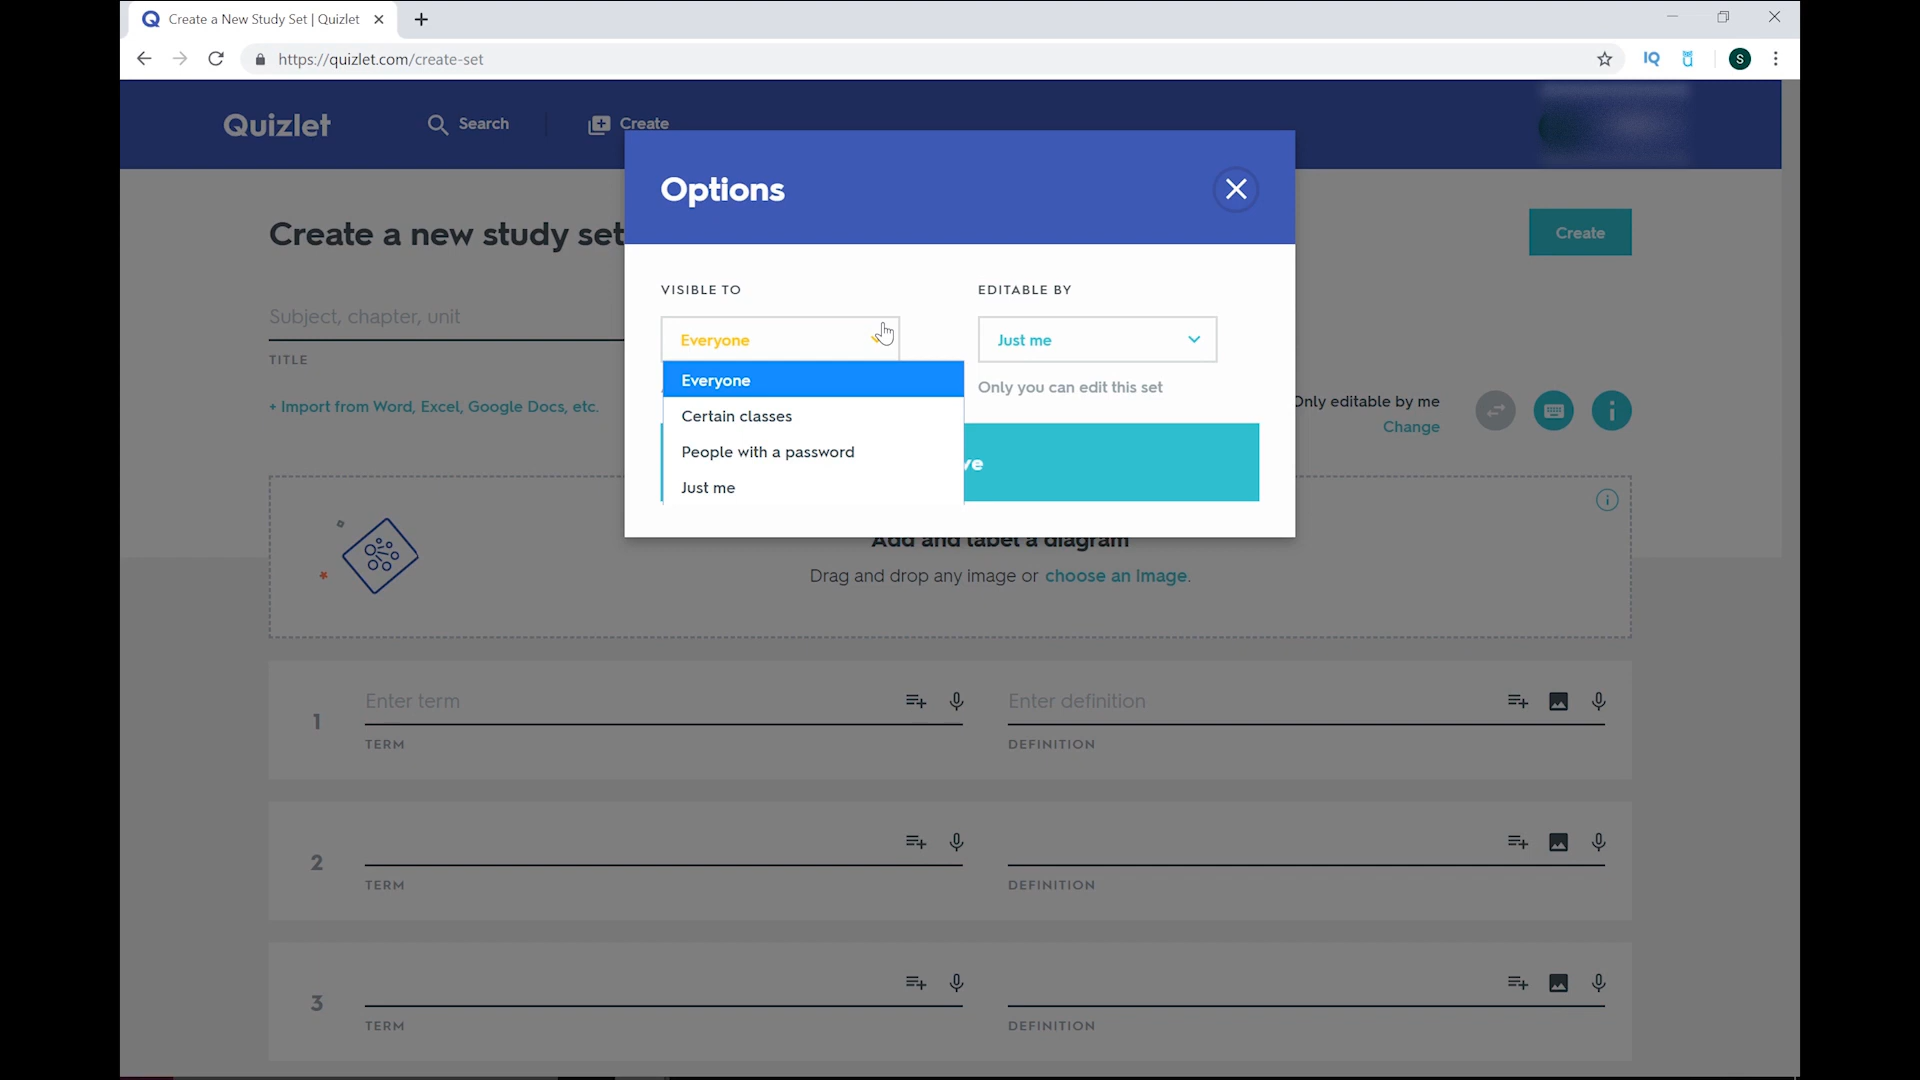 Create a New Study Set | Quizlet
https://quizlet.com/create-set
IQ
S
Quizlet
Search
Create
Options
Create a new study set
Create
VISIBLE TO
EDITABLE BY
Subject, chapter, unit
Everyone
Just me
TITLE
Everyone
Only you can edit this set
+ Import from Word, Excel, Google Docs, etc.
Certain classes
Only editable by me
Change
People with a password
ve
Just me
Add and label a diagram
Drag and drop any image or choose an Image.
1
Enter term
Enter definition
TERM
DEFINITION
2
TERM
DEFINITION
3
TERM
DEFINITION